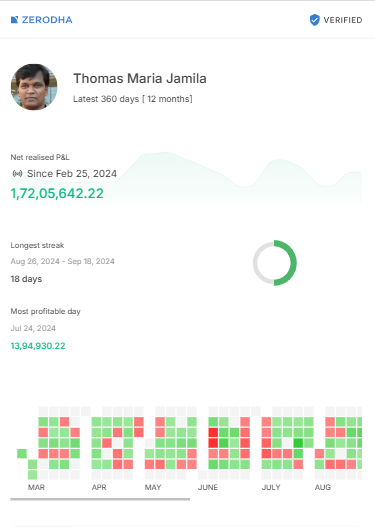 ZERODHA
VERIFIED
Thomas Maria Jamila
Latest 360 days [ 12 months]
Net realised P&L
Since Feb 25, 2024
1,72,05,642.22
Longest streak
Aug 26, 2024 - Sep 18, 2024
18 days
Most profitable day
Jul 24, 2024
13,94,930.22
MAR APR MAY JUNE JULY AUG